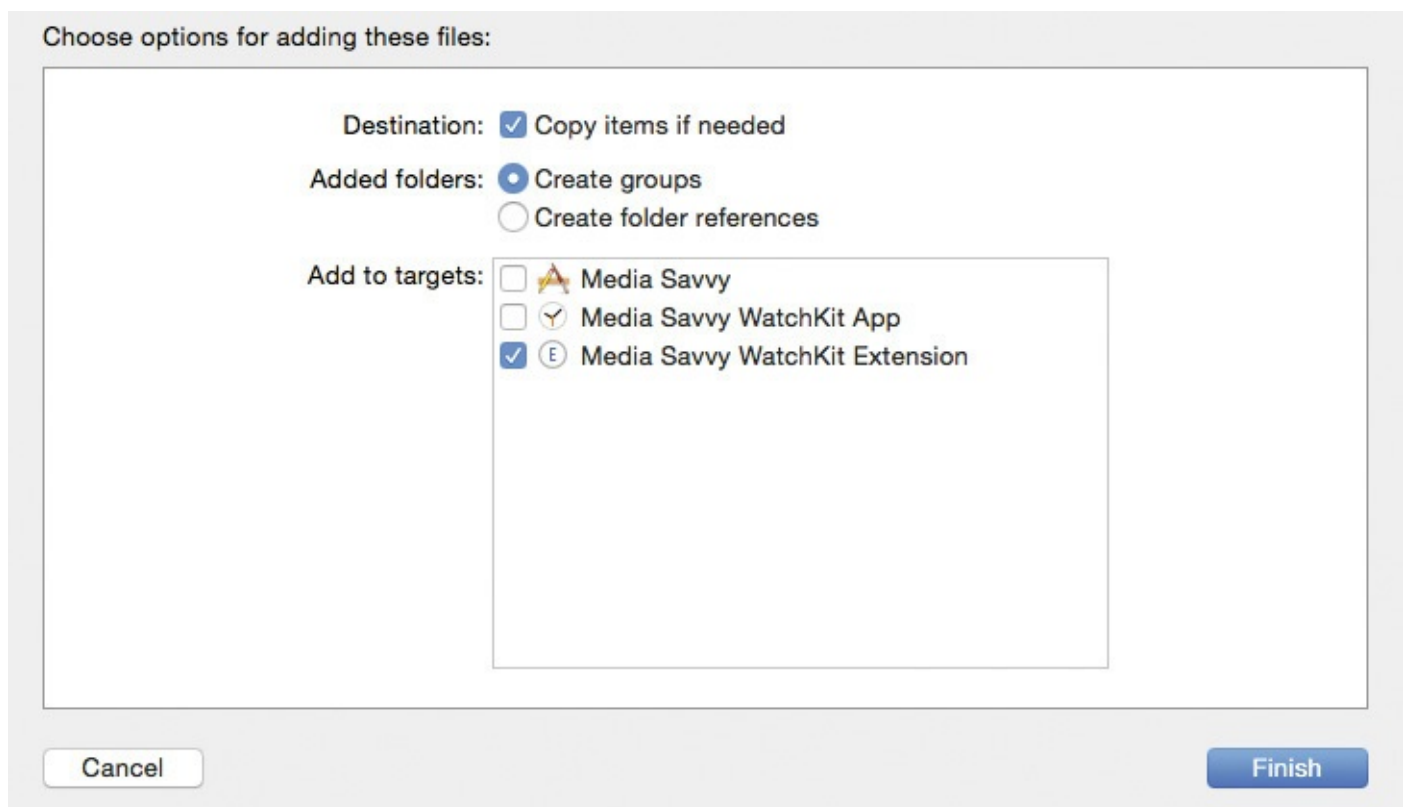 Choose options for adding these files:
Destination: Copy items if needed
Added folders: Create groups
Create folder references
Add to targets: Media Savvy
Media Savvy WatchKit App
E Media Savvy WatchKit Extension
Cancel Finish